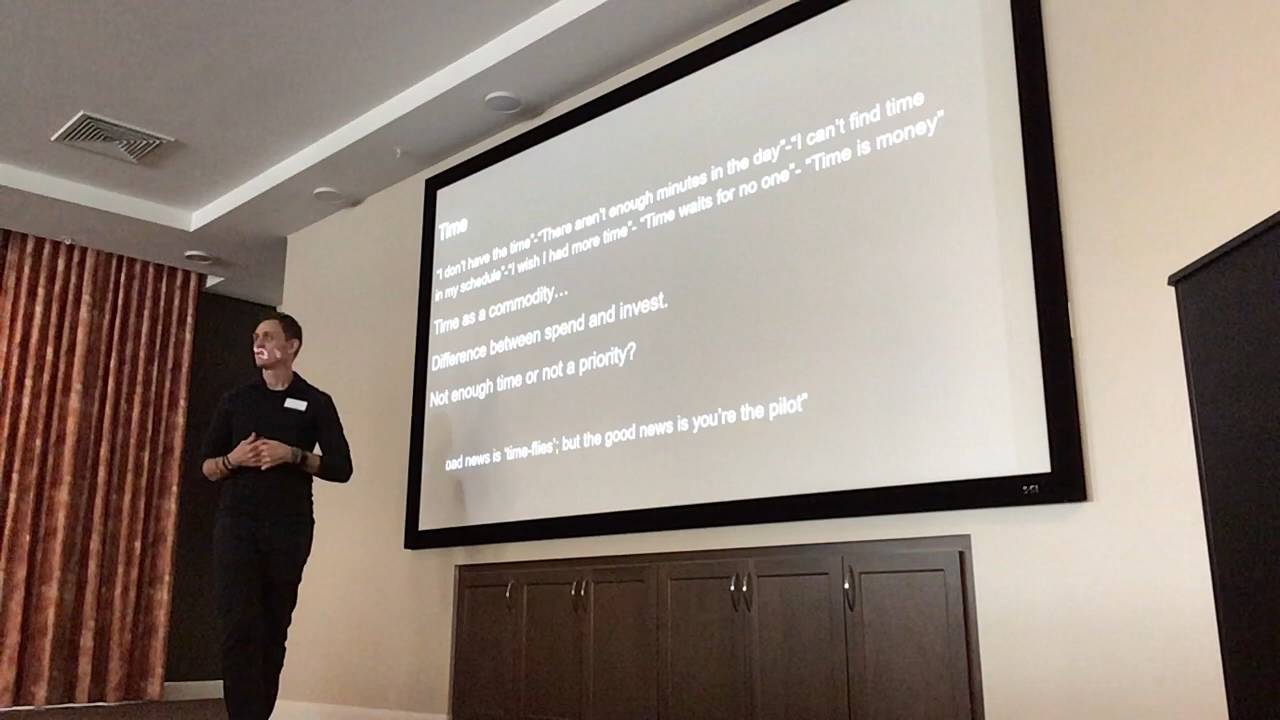 Time
"I don't have the time"-"There aren't enough minutes in the day"-"I can't find time
in my schedule"-"I wish I had more time"- "Time waits for no one"- "Time is money"
Time as a commodity...
Difference between spend and invest.
Not enough time or not a priority?
bad news is 'time-flies'; but the good news is you're the pilot"